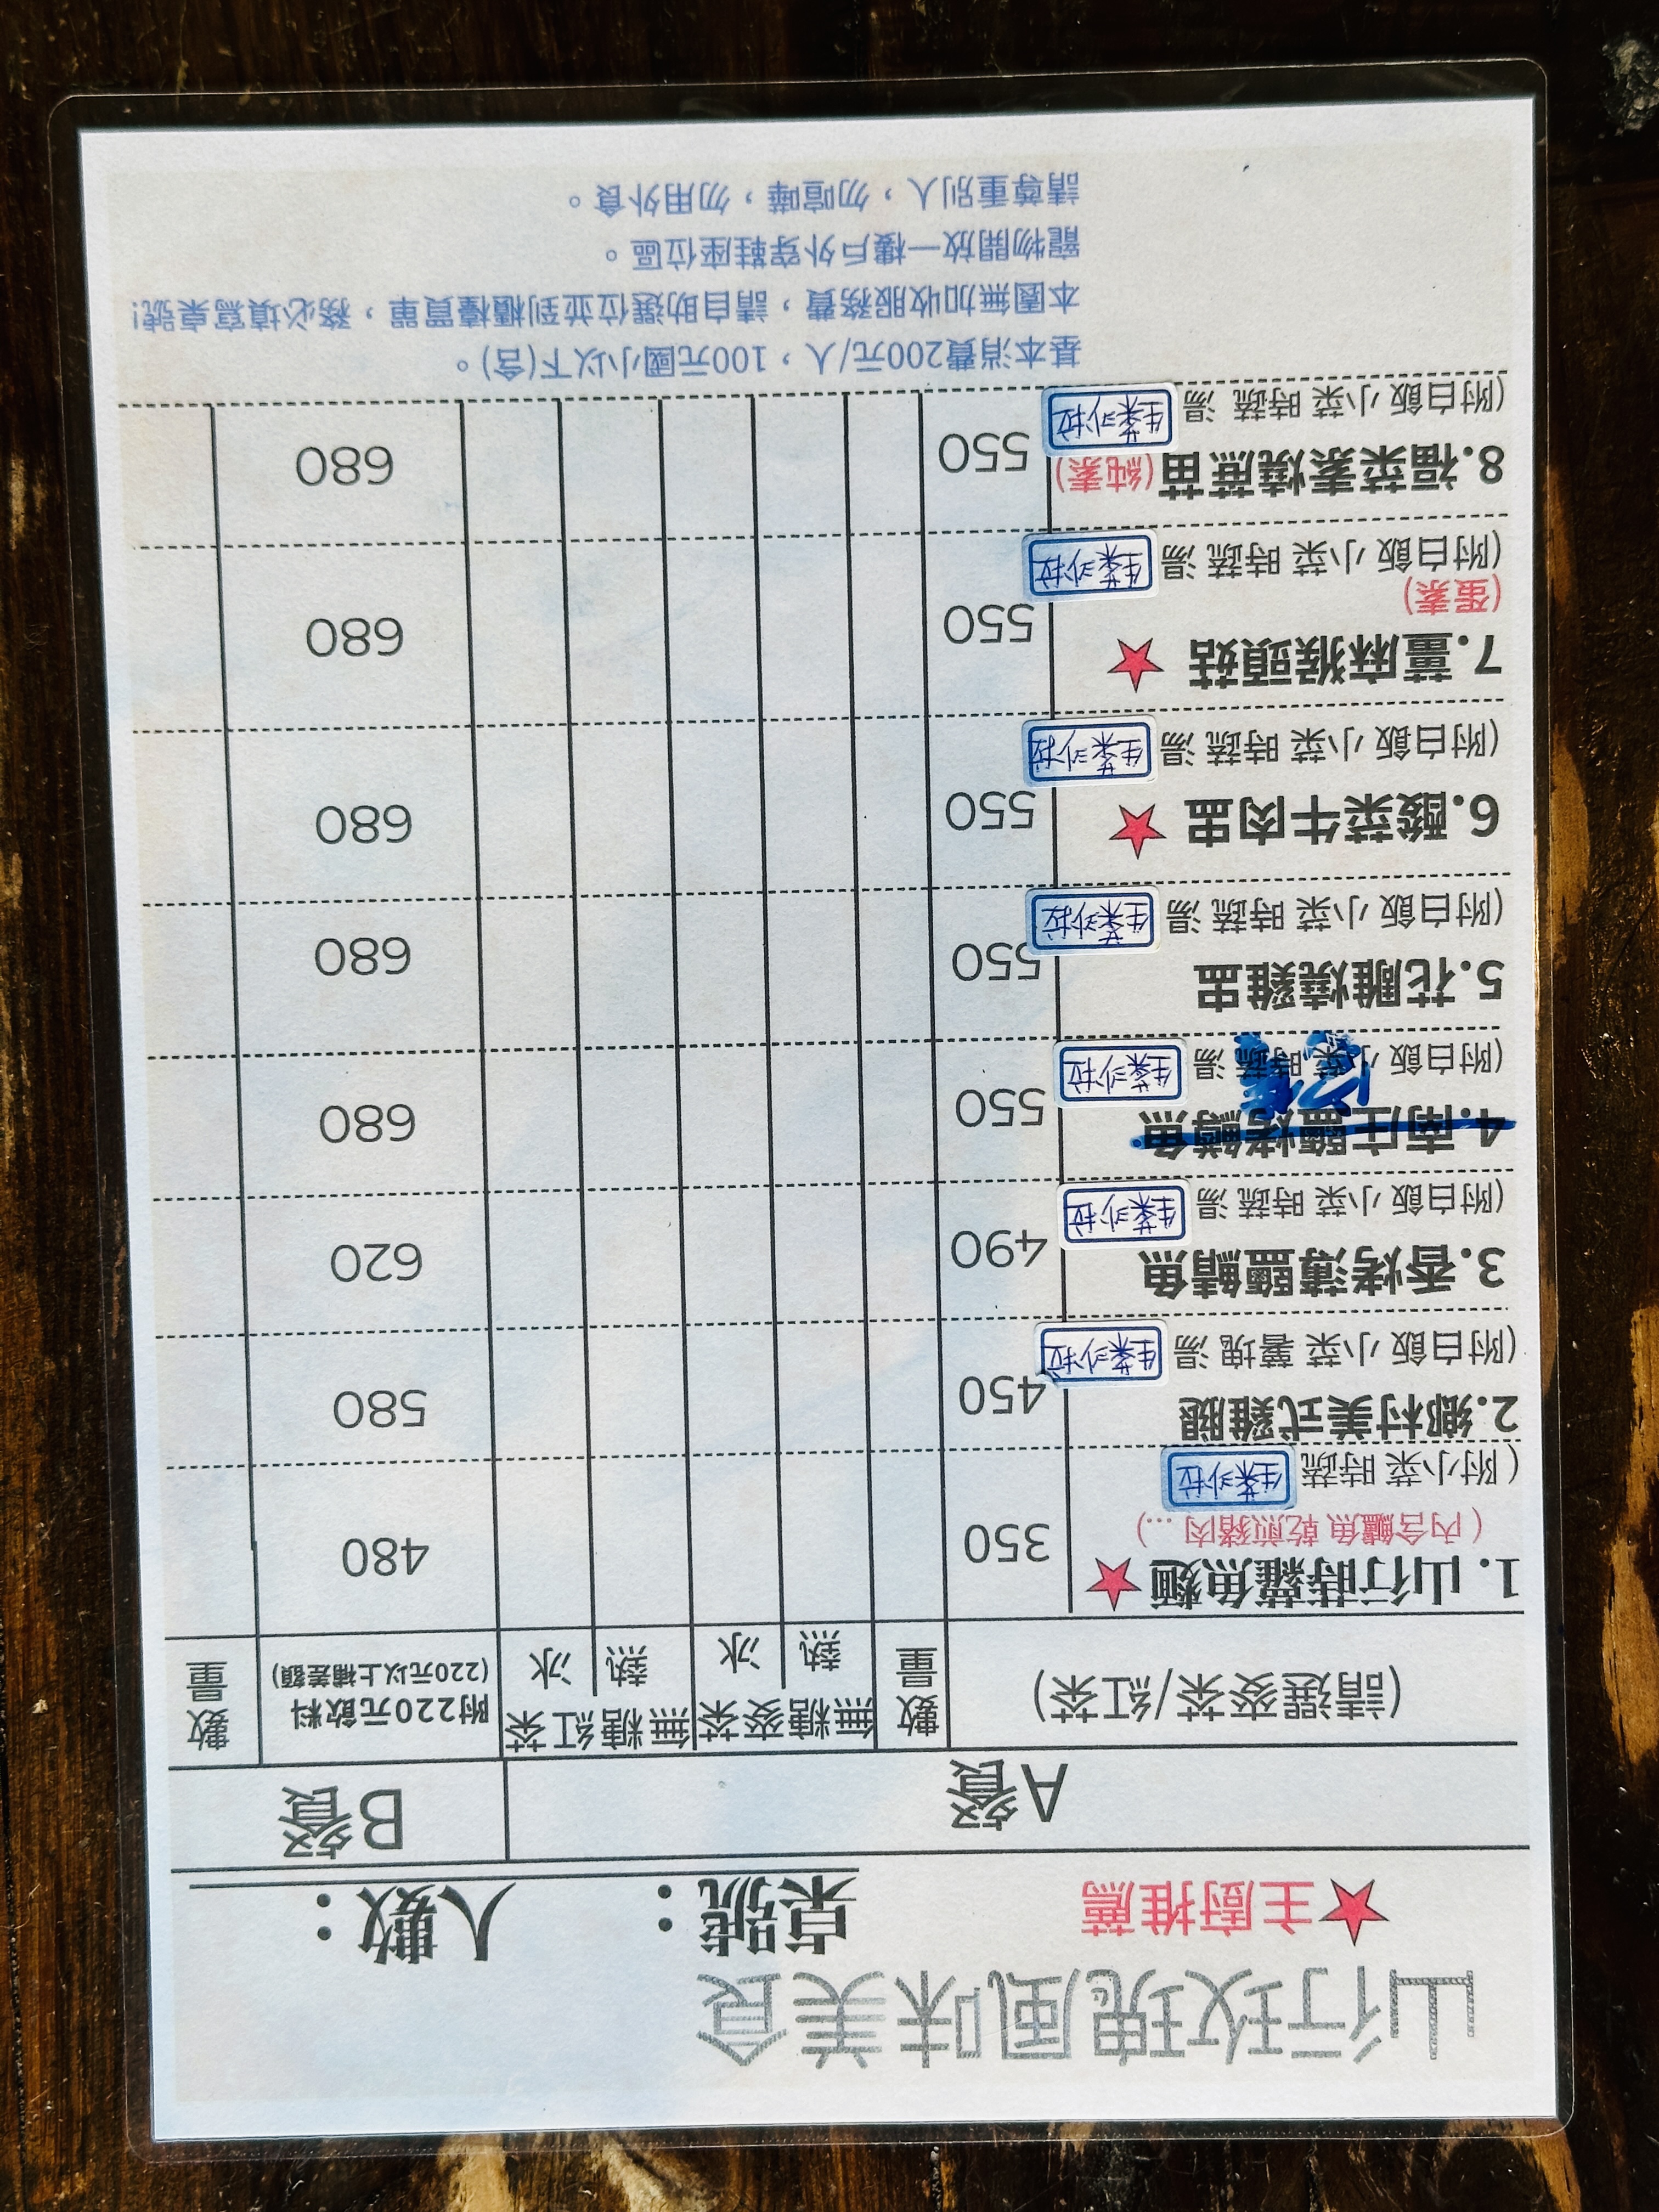 山行玫瑰風味美食
★主廚推薦 桌號： 人數：
A餐 B餐
(請選麥茶/紅茶) 數量 無糖麥茶 熱 冰 無糖紅茶 熱 冰 附220元飲料 (220元以上補差額) 數量
1. 山行時蘿魚麵 ★ 350 480
( 內含鱸魚 乾煎豬肉 ...)
( 附小菜 時蔬 生菜沙拉
2.鄉村美式雞腿 450 580
(附白飯 小菜 薯塊 湯 生菜沙拉
3.香烤薄鹽鯖魚 490 620
(附白飯 小菜 時蔬 湯 生菜沙拉
4.南庄鹽烤鱒魚 550 680
(附白飯 小菜 時蔬 湯 生菜沙拉
5.花雕燒雞盅 550 680
(附白飯 小菜 時蔬 湯 生菜沙拉
6.酸菜牛肉盅 ★ 550 680
(附白飯 小菜 時蔬 湯 生菜沙拉
7.薑麻猴頭菇 ★ 550 680
(蛋素)
(附白飯 小菜 時蔬 湯 生菜沙拉
8.福菜素燒蔗苗(純素) 550 680
(附白飯 小菜 時蔬 湯 生菜沙拉
基本消費200元/人，100元國小以下(含)。
本園無加收服務費，請自助選位並到櫃檯買單，務必填寫桌號!
寵物開放一樓戶外穿鞋座位區。
請尊重別人，勿喧嘩，勿用外食。